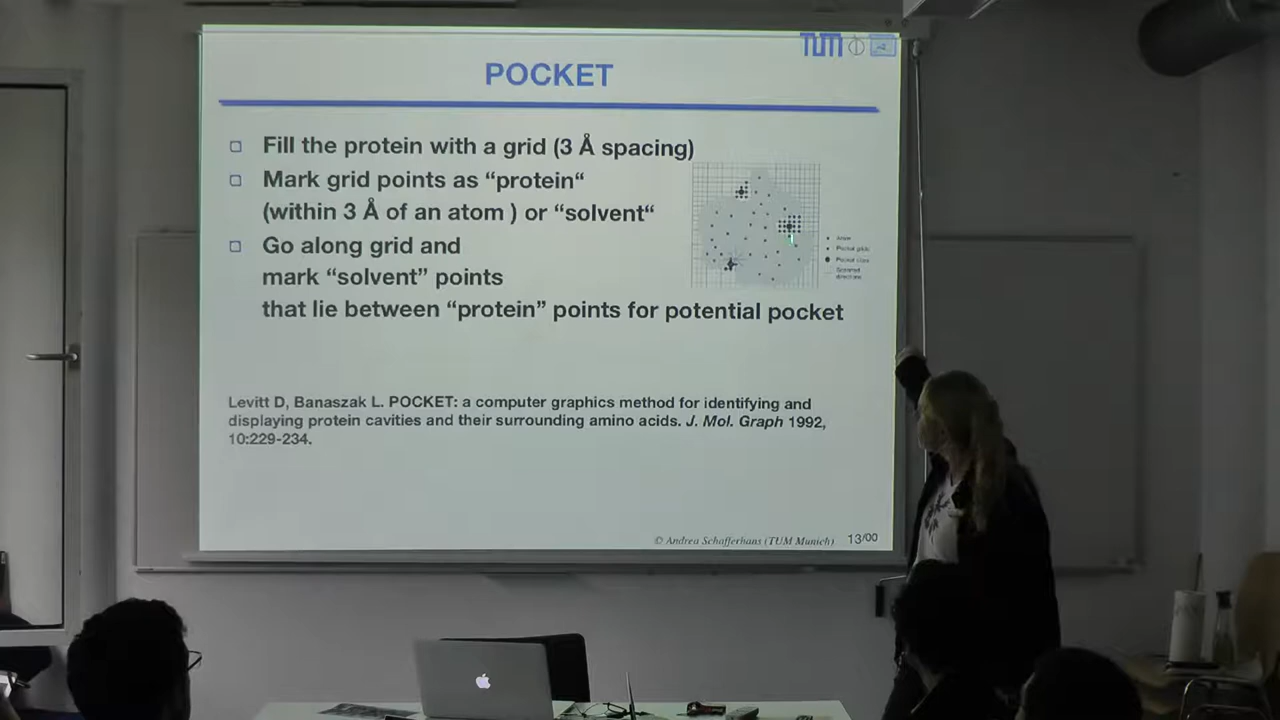 TUM
POCKET
Fill the protein with a grid (3 Å spacing)
Mark grid points as “protein“
(within 3 Å of an atom ) or “solvent“
Go along grid and
mark “solvent” points
that lie between “protein” points for potential pocket
Levitt D, Banaszak L. POCKET: a computer graphics method for identifying and
displaying protein cavities and their surrounding amino acids. J. Mol. Graph 1992,
10:229-234.
© Andrea Schafferhans (TUM Munich) 13/00